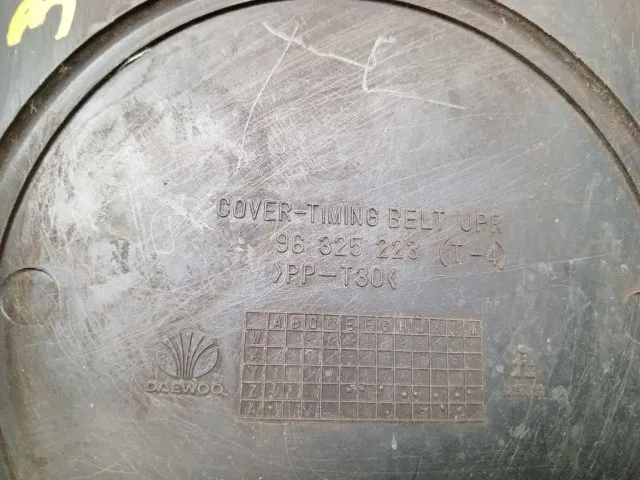 COVER-TIMING BELT UPR
96 325 223 (T-4)
>PP-T30<
A B C D E F G H J K L M
V
X
Y
Z
DAEWOO